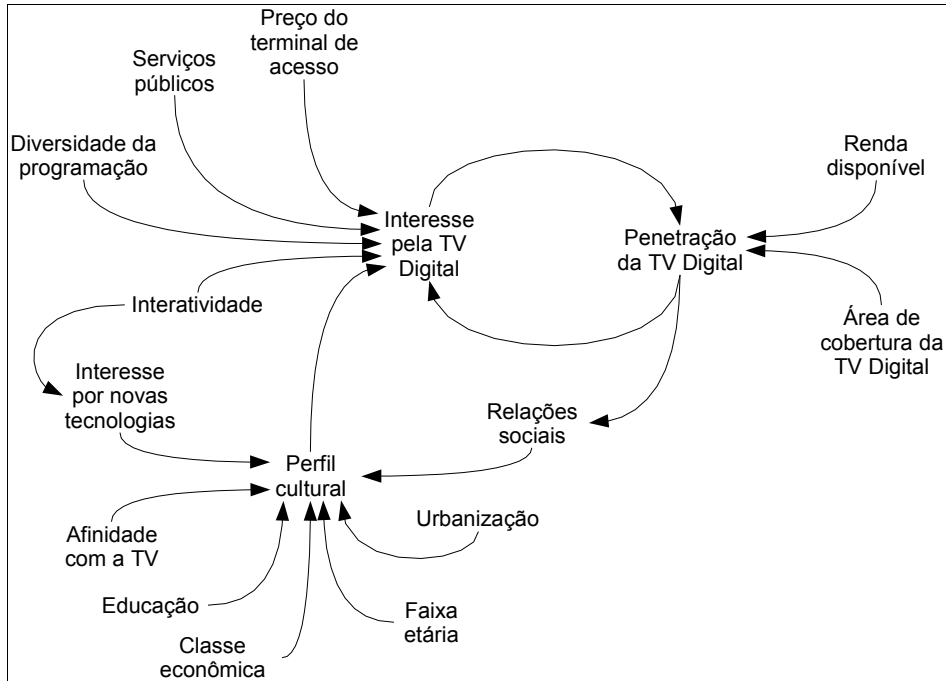 Preço do
terminal de
acesso
Serviços
públicos
Diversidade da
programação
Renda
disponível
Interesse
pela TV
Digital
Penetração
da TV Digital
Interatividade
Área de
cobertura da
TV Digital
Interesse
por novas
tecnologias
Relações
sociais
Perfil
cultural
Urbanização
Afinidade
com a TV
Educação
Faixa
etária
Classe
econômica